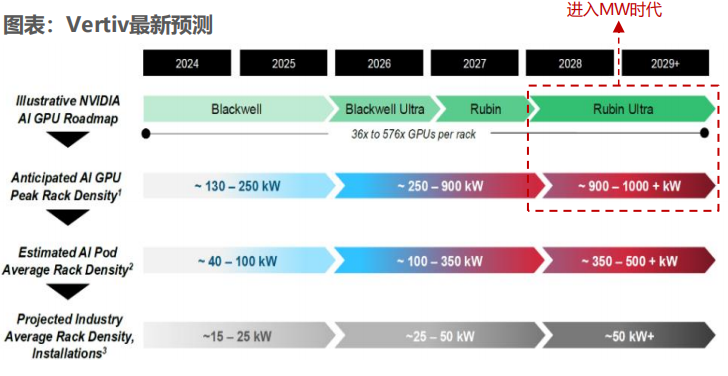 进入MW时代
图表：Vertiv最新预测
2024 2025 2026 2027 2028 2029+
Illustrative NVIDIA
AI GPU Roadmap
Blackwell Blackwell Ultra Rubin Rubin Ultra
36x to 576x GPUs per rack
Anticipated AI GPU
Peak Rack Density¹
~ 130 – 250 kW ~ 250 – 900 kW ~ 900 – 1000 + kW
Estimated AI Pod
Average Rack Density²
~ 40 – 100 kW ~ 100 – 350 kW ~ 350 – 500 + kW
Projected Industry
Average Rack Density,
Installations³
~15 – 25 kW ~25 – 50 kW ~50 kW+